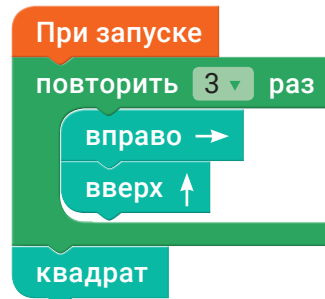 При запуске
повторить 3 раз
вправо
вверх
квадрат